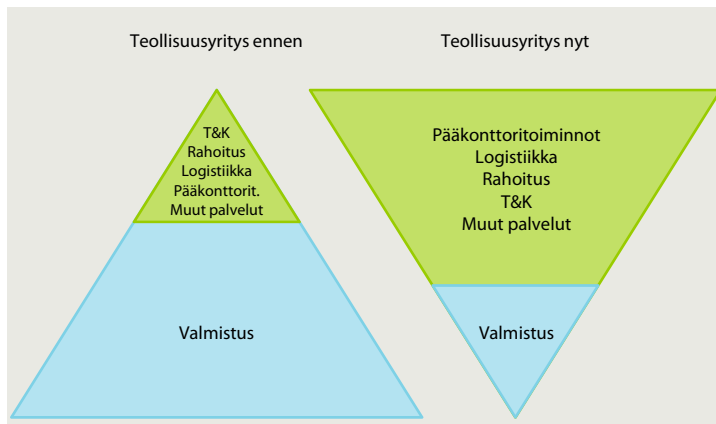 Teollisuusyritys ennen
T&K
Rahoitus
Logistiikka
Pääkonttorit.
Muut palvelut
Valmistus
Teollisuusyritys nyt
Pääkonttoritoiminnot
Logistiikka
Rahoitus
T&K
Muut palvelut
Valmistus